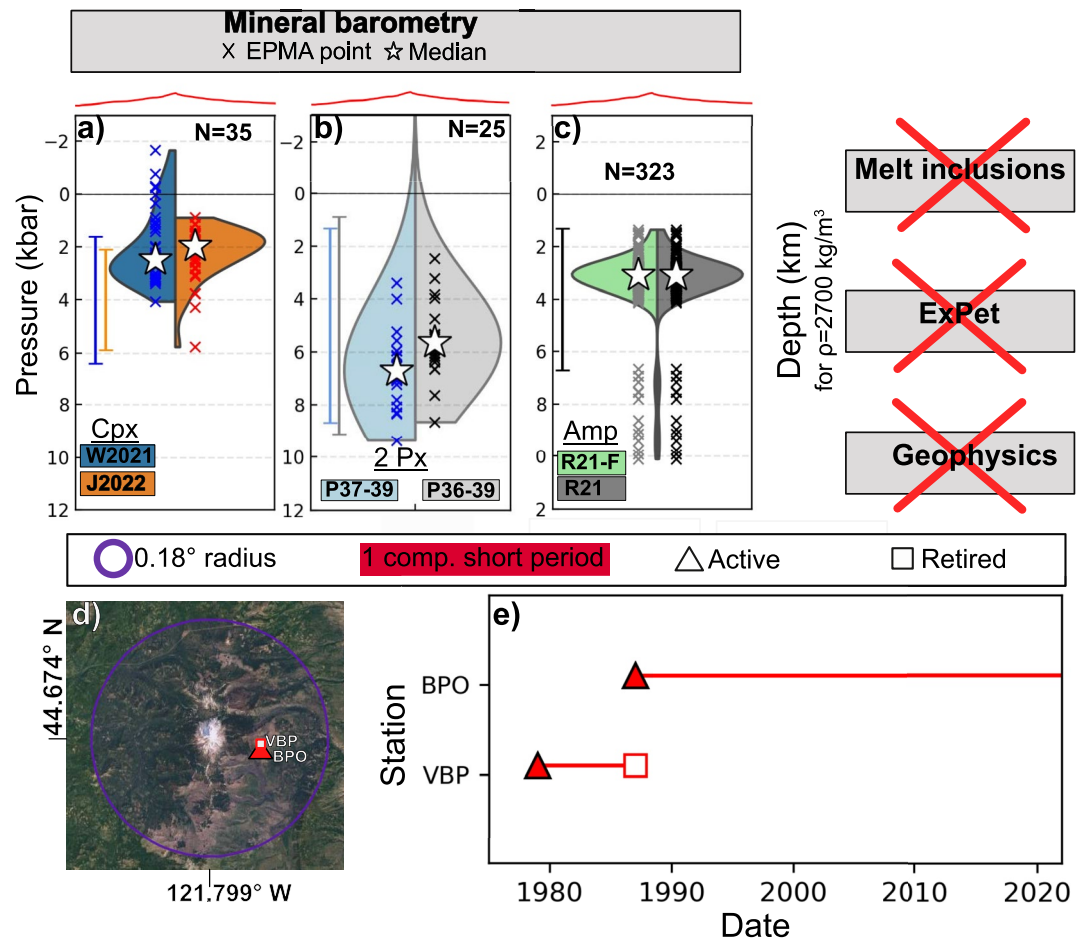 Mineral barometry
× EPMA point ☆ Median
a)
N=35
b)
N=25
c)
N=323
Pressure (kbar)
−2
0
2
4
6
8
10
12
Cpx
W2021
J2022
−2
0
2
4
6
8
10
12
2 Px
P37-39
P36-39
2
0
2
4
6
8
0
2
Amp
R21-F
R21
Depth (km)
for ρ=2700 kg/m³
Melt inclusions
ExPet
Geophysics
0.18° radius
1 comp. short period
Active
Retired
d)
44.674° N
121.799° W
VBP
BPO
e)
Station
BPO
VBP
1980
1990
2000
2010
2020
Date